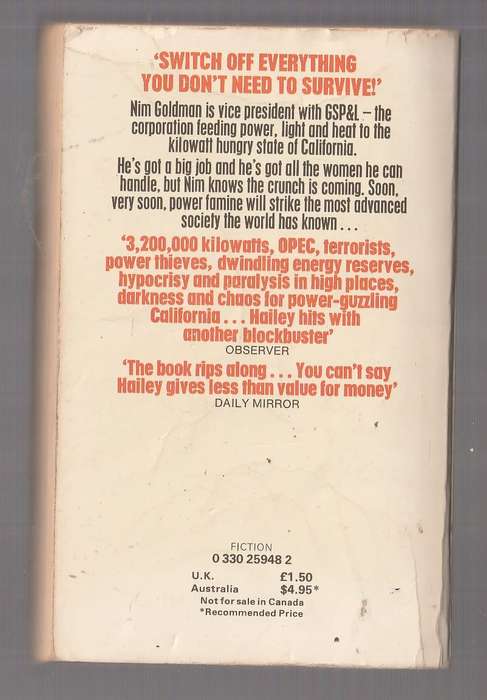 ‘SWITCH OFF EVERYTHING
YOU DON’T NEED TO SURVIVE!’
Nim Goldman is vice president with GSP&L – the
corporation feeding power, light and heat to the
kilowatt hungry state of California.
He’s got a big job and he’s got all the women he can
handle, but Nim knows the crunch is coming. Soon,
very soon, power famine will strike the most advanced
society the world has known . . .
‘3,200,000 kilowatts, OPEC, terrorists,
power thieves, dwindling energy reserves,
hypocrisy and paralysis in high places,
darkness and chaos for power-guzzling
California . . . Hailey hits with
another blockbuster’
OBSERVER
‘The book rips along . . . You can’t say
Hailey gives less than value for money’
DAILY MIRROR
FICTION
0 330 25948 2
U.K. £1.50
Australia $4.95*
Not for sale in Canada
*Recommended Price